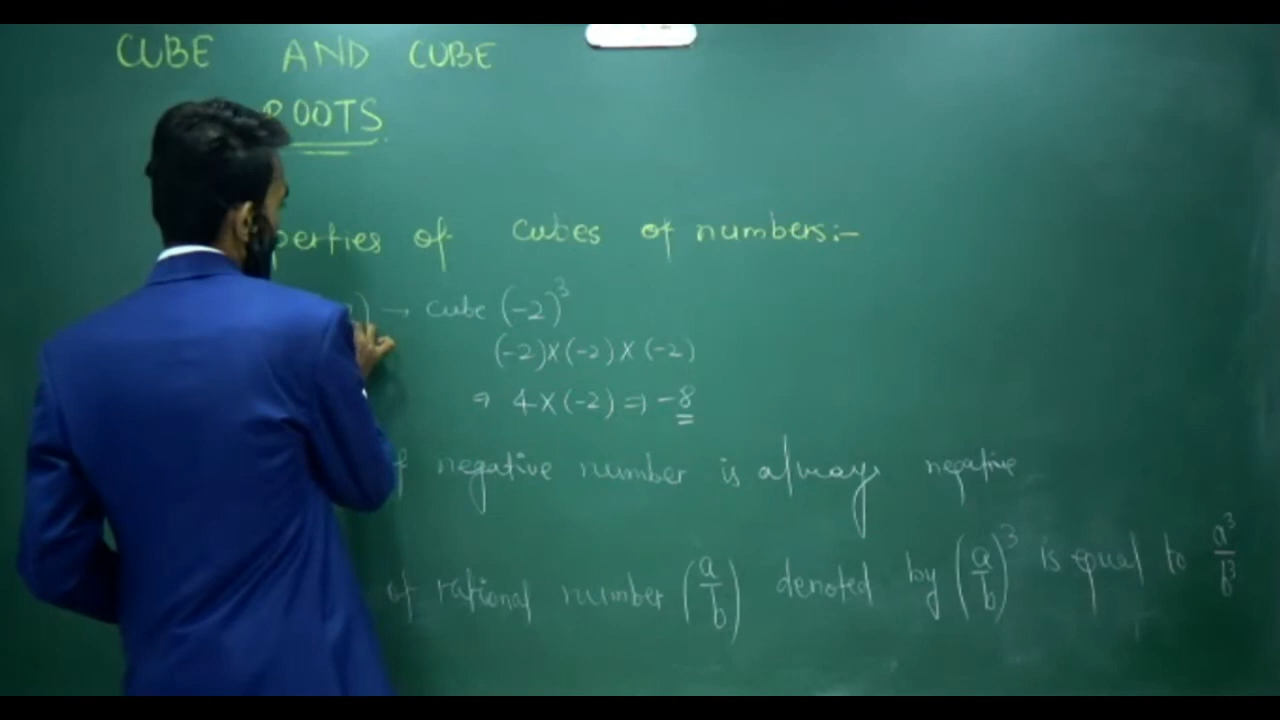 CUBE AND CUBE
ROOTS
perties of cubes of numbers:-
) → cube (-2)³
(-2)×(-2)×(-2)
⇒ 4×(-2) ⇒ -8
f negative number is always negative
of rational number (a/b) denoted by (a/b)³ is equal to a³/b³